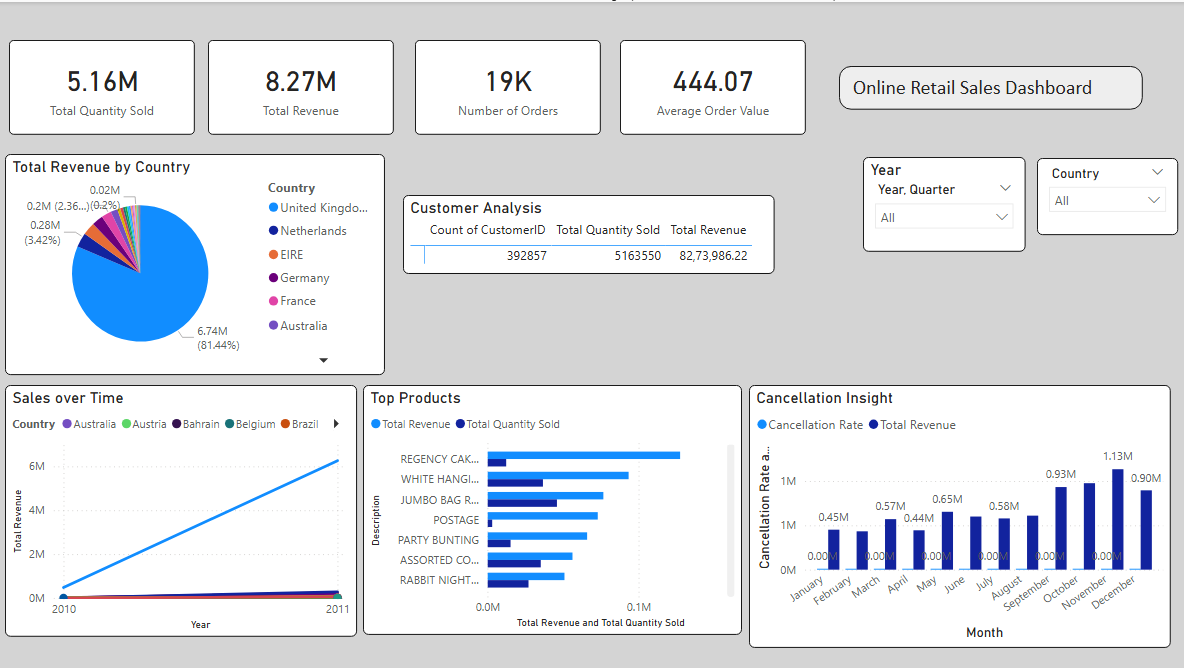 5.16M
Total Quantity Sold
8.27M
Total Revenue
19K
Number of Orders
444.07
Average Order Value
Online Retail Sales Dashboard
Total Revenue by Country
0.02M
(0.2%)
0.2M (2.36...)
0.28M
(3.42%)
6.74M
(81.44%)
Country
United Kingdo...
Netherlands
EIRE
Germany
France
Australia
Customer Analysis
Count of CustomerID Total Quantity Sold Total Revenue
392857 5163550 82,73,986.22
Year
Year, Quarter
All
Country
All
Sales over Time
Country Australia Austria Bahrain Belgium Brazil
Total Revenue
6M
4M
2M
0M
2010 2011
Year
Top Products
Total Revenue Total Quantity Sold
Description
REGENCY CAK...
WHITE HANGI...
JUMBO BAG R...
POSTAGE
PARTY BUNTING
ASSORTED CO...
RABBIT NIGHT...
0.0M 0.1M
Total Revenue and Total Quantity Sold
Cancellation Insight
Cancellation Rate Total Revenue
Cancellation Rate a...
1M
1M
0M
0.45M 0.57M 0.44M 0.65M 0.58M 0.93M 1.13M 0.90M
0.00M 0.00M 0.00M 0.00M 0.00M 0.00M
January February March April May June July August September October November December
Month